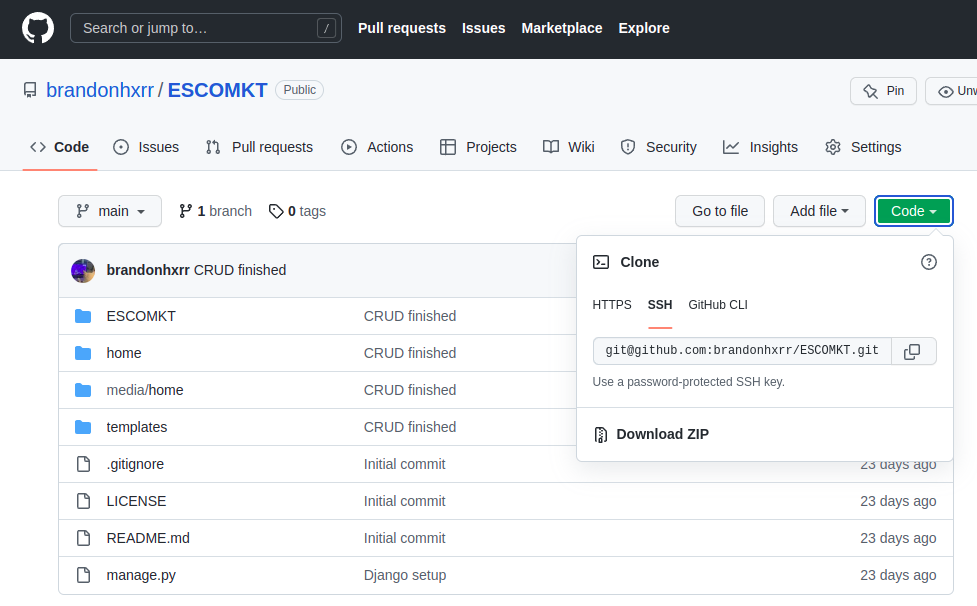 Search or jump to… / Pull requests Issues Marketplace Explore
brandonhxrr / ESCOMKT Public Pin
Code Issues Pull requests Actions Projects Wiki Security Insights Settings
main 1 branch 0 tags Go to file Add file Code
brandonhxrr CRUD finished
Clone
HTTPS SSH GitHub CLI
git@github.com:brandonhxrr/ESCOMKT.git
Use a password-protected SSH key.
Download ZIP
ESCOMKT CRUD finished
home CRUD finished
media/home CRUD finished
templates CRUD finished
.gitignore Initial commit 23 days ago
LICENSE Initial commit 23 days ago
README.md Initial commit 23 days ago
manage.py Django setup 23 days ago